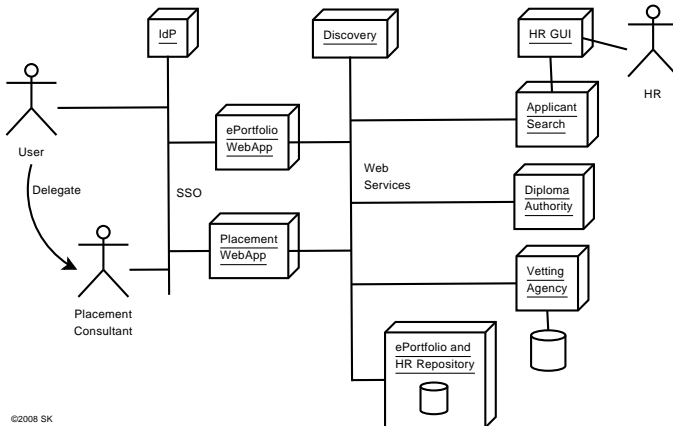 IdP
Discovery
HR GUI
HR
User
ePortfolio
WebApp
Applicant
Search
Web
Services
Delegate
SSO
Diploma
Authority
Placement
WebApp
Vetting
Agency
Placement
Consultant
ePortfolio and
HR Repository
©2008 SK